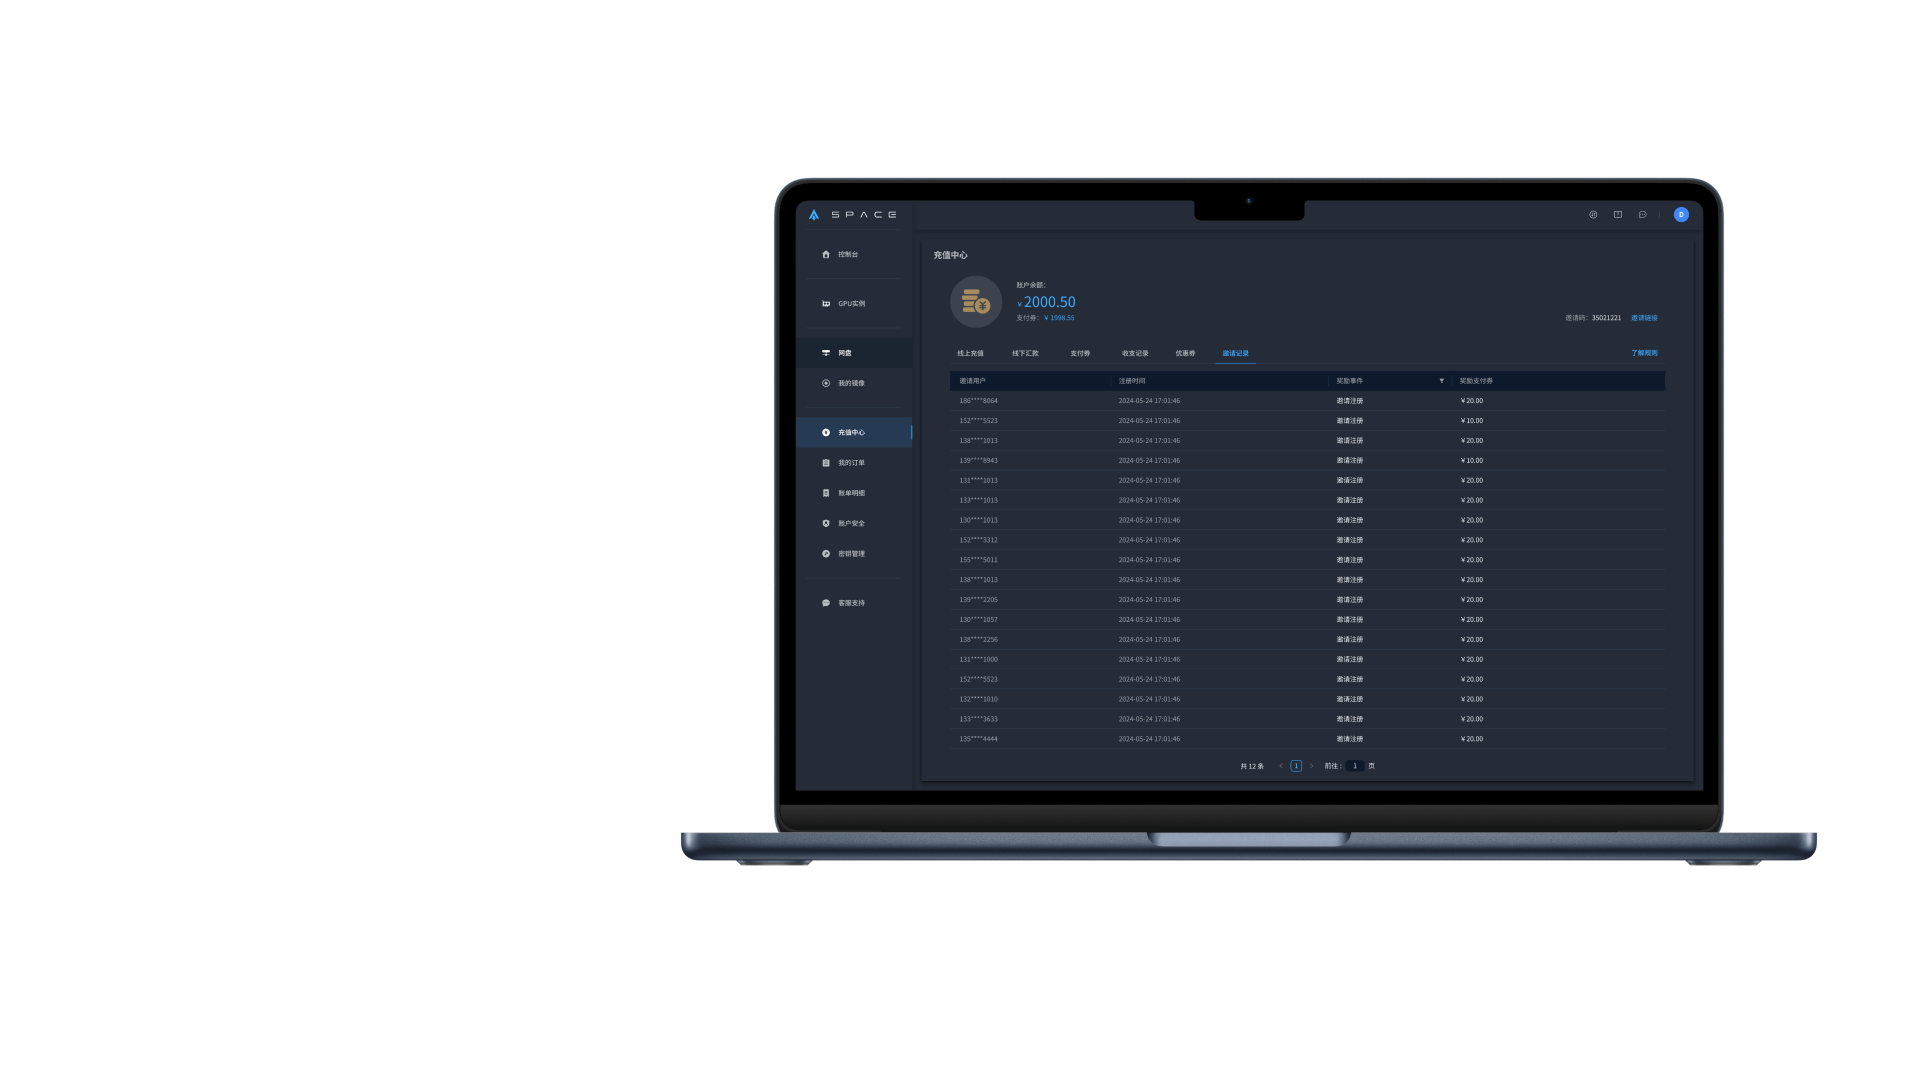 SPACE
D
控制台
GPU实例
网盘
我的镜像
充值中心
我的订单
账单明细
账户安全
密钥管理
客服支持
充值中心
账户余额:
￥2000.50
支付券: ￥1998.55
邀请码: 35021221 邀请链接
线上充值 线下汇款 支付券 收支记录 优惠券 邀请记录 了解规则
邀请用户 注册时间 奖励事件 奖励支付券
186****8064 2024-05-24 17:01:46 邀请注册 ￥20.00
152****5523 2024-05-24 17:01:46 邀请注册 ￥10.00
138****1013 2024-05-24 17:01:46 邀请注册 ￥20.00
139****8943 2024-05-24 17:01:46 邀请注册 ￥10.00
131****1013 2024-05-24 17:01:46 邀请注册 ￥20.00
133****1013 2024-05-24 17:01:46 邀请注册 ￥20.00
130****1013 2024-05-24 17:01:46 邀请注册 ￥20.00
152****3312 2024-05-24 17:01:46 邀请注册 ￥20.00
155****5011 2024-05-24 17:01:46 邀请注册 ￥20.00
138****1013 2024-05-24 17:01:46 邀请注册 ￥20.00
139****2205 2024-05-24 17:01:46 邀请注册 ￥20.00
130****1057 2024-05-24 17:01:46 邀请注册 ￥20.00
138****2256 2024-05-24 17:01:46 邀请注册 ￥20.00
131****1000 2024-05-24 17:01:46 邀请注册 ￥20.00
152****5523 2024-05-24 17:01:46 邀请注册 ￥20.00
132****1010 2024-05-24 17:01:46 邀请注册 ￥20.00
133****3633 2024-05-24 17:01:46 邀请注册 ￥20.00
135****4444 2024-05-24 17:01:46 邀请注册 ￥20.00
共 12 条 < 1 > 前往: 1 页